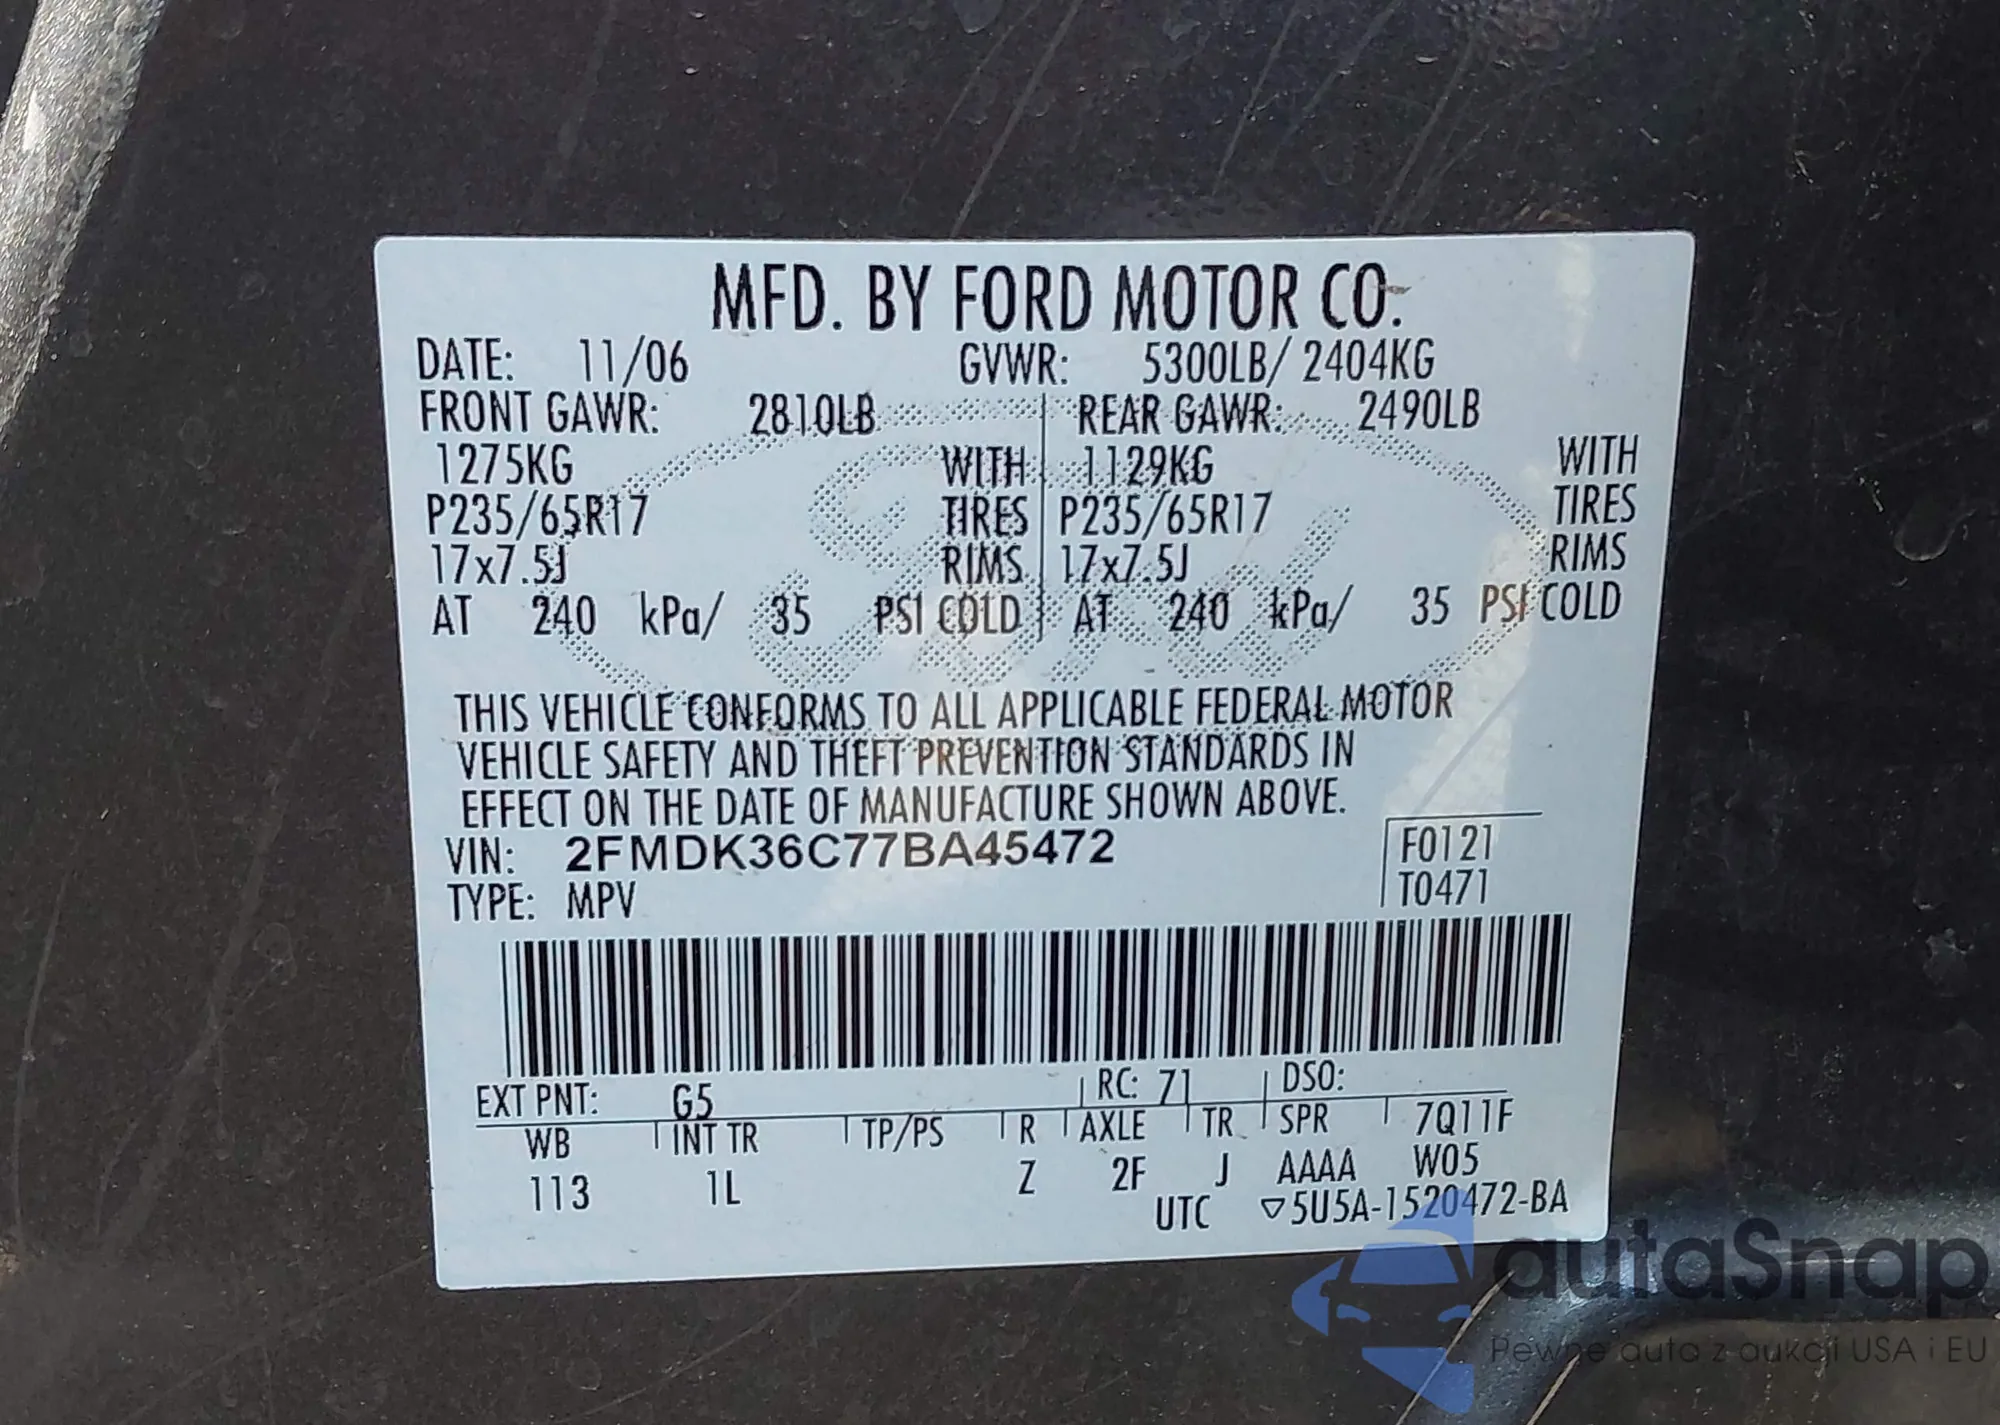 MFD. BY FORD MOTOR CO.
DATE: 11/06 GVWR: 5300LB/ 2404KG
FRONT GAWR: 2810LB REAR GAWR: 2490LB
1275KG WITH 1129KG WITH
P235/65R17 TIRES P235/65R17 TIRES
17x7.5J RIMS 17x7.5J RIMS
AT 240 kPa/ 35 PSI COLD AT 240 kPa/ 35 PSI COLD
THIS VEHICLE CONFORMS TO ALL APPLICABLE FEDERAL MOTOR
VEHICLE SAFETY AND THEFT PREVENTION STANDARDS IN
EFFECT ON THE DATE OF MANUFACTURE SHOWN ABOVE.
VIN: 2FMDK36C77BA45472 F0121
TYPE: MPV T0471
EXT PNT: G5 RC: 71 DSO:
WB INT TR TP/PS R AXLE TR SPR 7Q11F
113 1L Z 2F J AAAA W05
UTC ▽5U5A-1520472-BA
Ford
autaSnap
Pewne auta z aukcji USA i EU